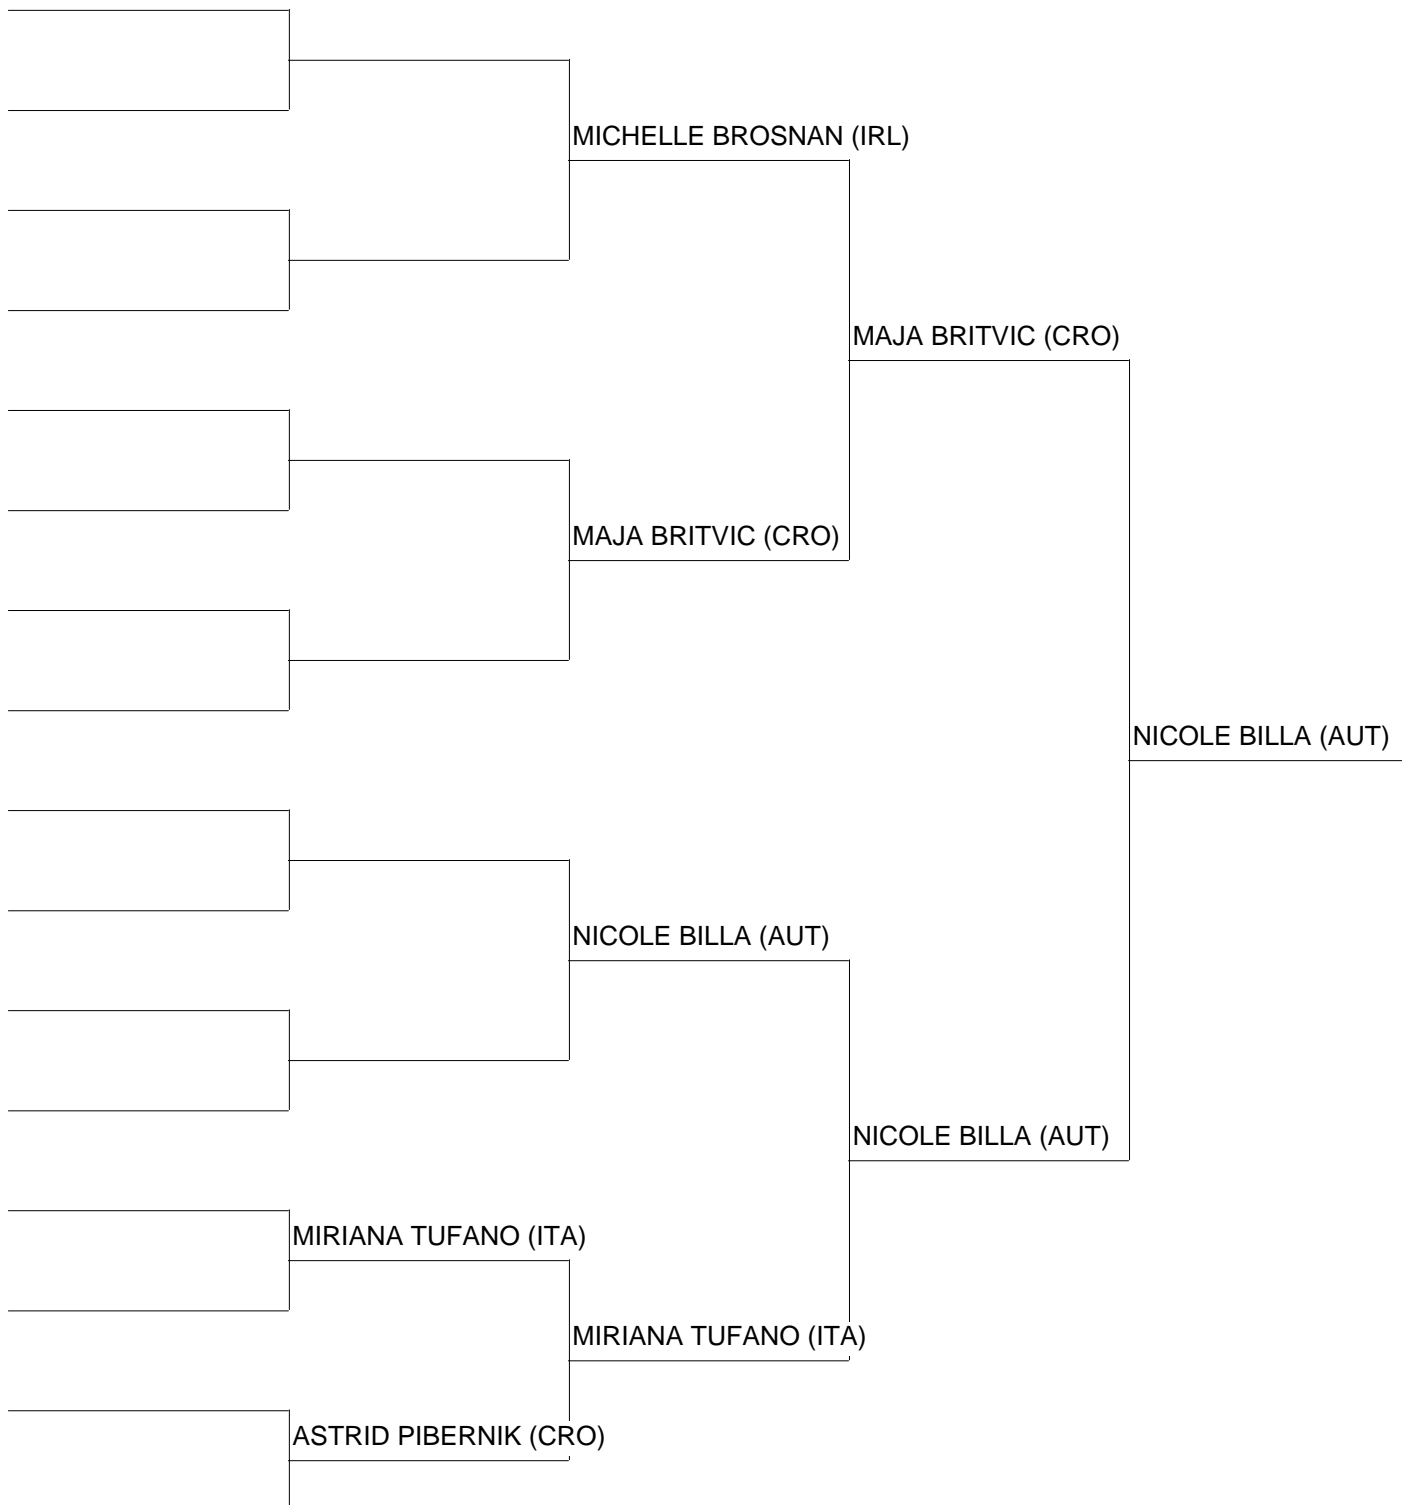 MICHELLE BROSNAN (IRL)
MAJA BRITVIC (CRO)
MAJA BRITVIC (CRO)
NICOLE BILLA (AUT)
NICOLE BILLA (AUT)
NICOLE BILLA (AUT)
MIRIANA TUFANO (ITA)
MIRIANA TUFANO (ITA)
ASTRID PIBERNIK (CRO)